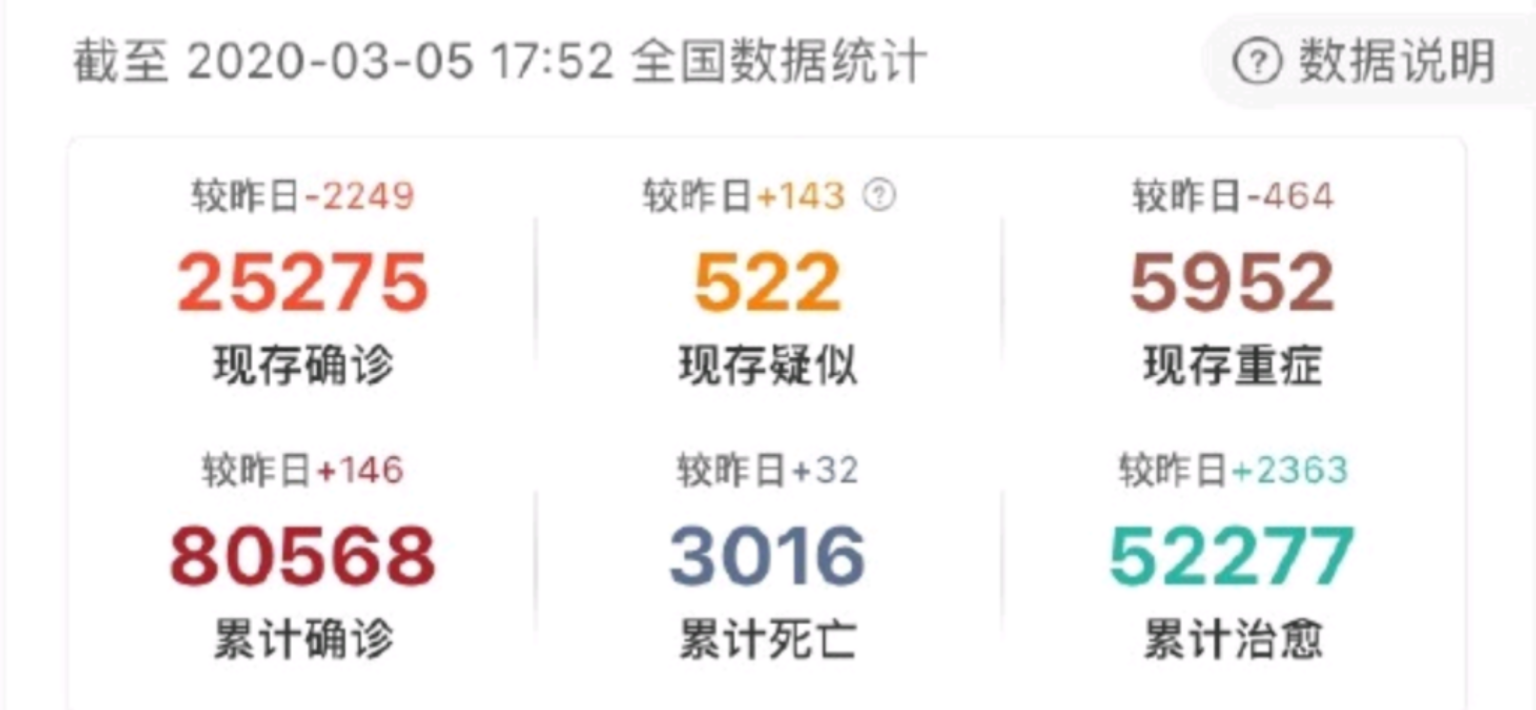 截至 2020-03-05 17:52 全国数据统计 ? 数据说明
较昨日-2249 较昨日+143 ? 较昨日-464
25275 522 5952
现存确诊 现存疑似 现存重症
较昨日+146 较昨日+32 较昨日+2363
80568 3016 52277
累计确诊 累计死亡 累计治愈